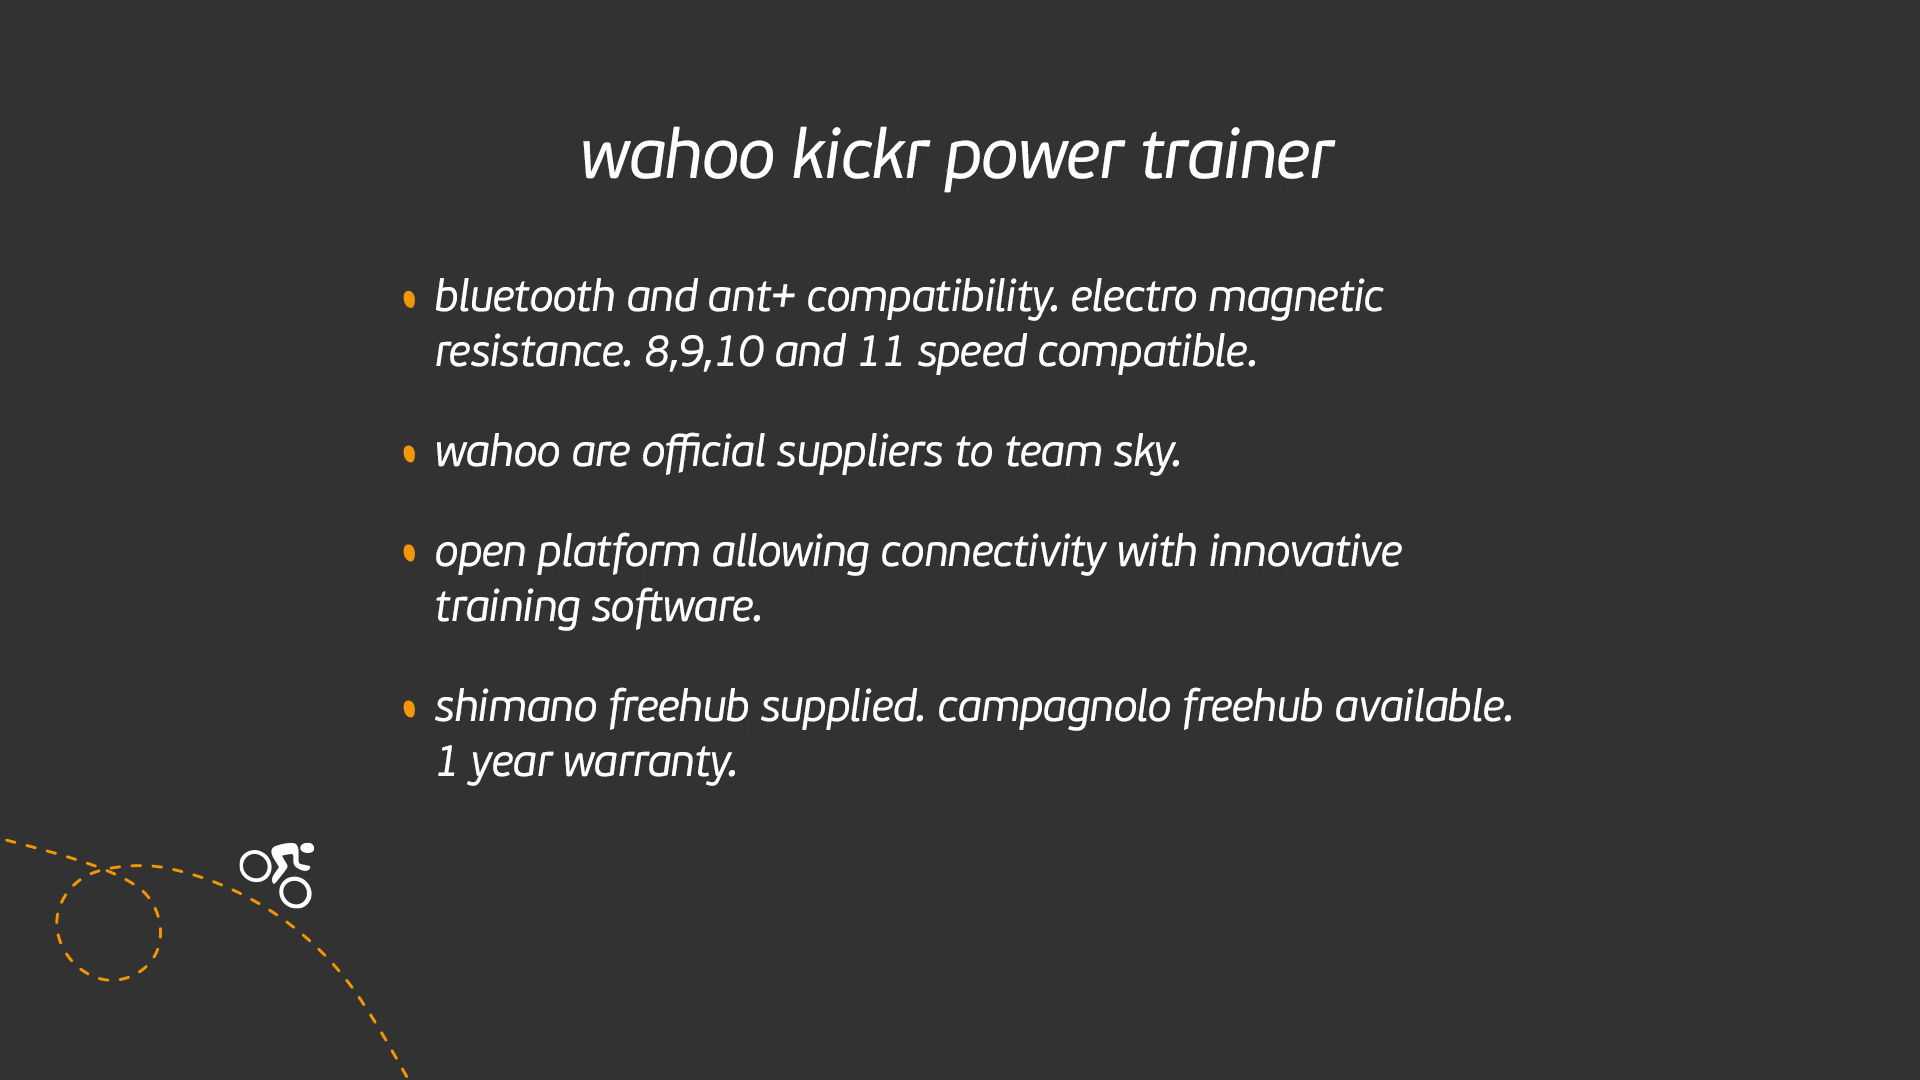 wahoo kickr power trainer
bluetooth and ant+ compatibility. electro magnetic
resistance. 8,9,10 and 11 speed compatible.
wahoo are official suppliers to team sky.
open platform allowing connectivity with innovative
training software.
shimano freehub supplied. campagnolo freehub available.
1 year warranty.